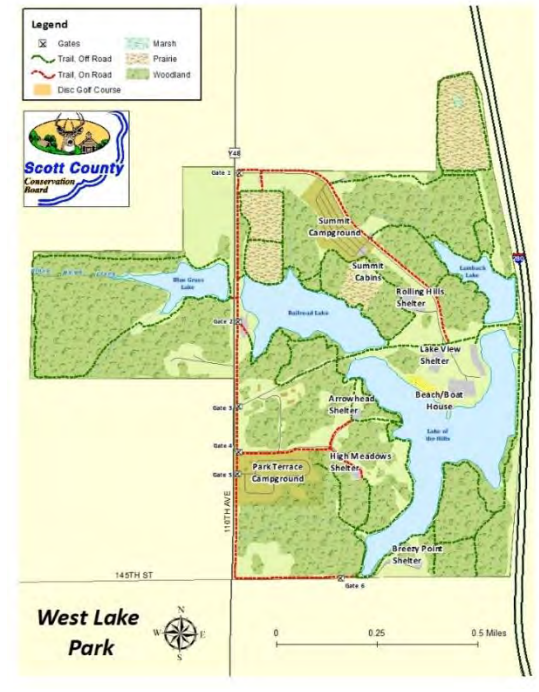 Legend
Gates
Trail, Off Road
Trail, On Road
Disc Golf Course
Marsh
Prairie
Woodland
Scott County
Conservation
Board
Y48
Gate 1
Summit
Campground
Summit
Cabins
Rolling Hills
Shelter
Lambach
Lake
280
Blue Grass
Lake
Railroad Lake
Gate 2
Lake View
Shelter
Beach/Boat
House
Arrowhead
Shelter
Gate 3
Lake of
the Hills
Gate 4
High Meadows
Shelter
Park Terrace
Campground
Gate 5
110TH AVE
Breezy Point
Shelter
145TH ST
Gate 6
West Lake
Park
N
W
E
S
0
0.25
0.5 Miles